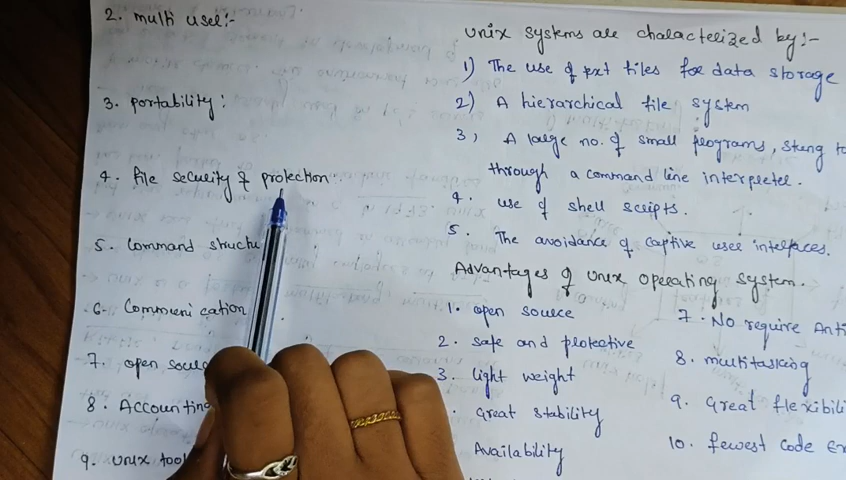 2. multi user:-
3. portability:
4. file security & protection
5. Command structu
6. Communication
7. open sour
8. Accounting
9. unix tool
Unix systems are characterized by:-
1) The use of pxt files for data storage
2) A hierarchical file system
3, A large no. of small programs, strung to
through a command line interpreter.
4. use of shell scripts.
5. The avoidance of captive user interfaces.
Advantages of Unix operating system.
1. open source
2. safe and protective
3. light weight
. Great stability
Availability
7. No require Anti
8. multitasking
9. Great flexibili
10. fewest code er